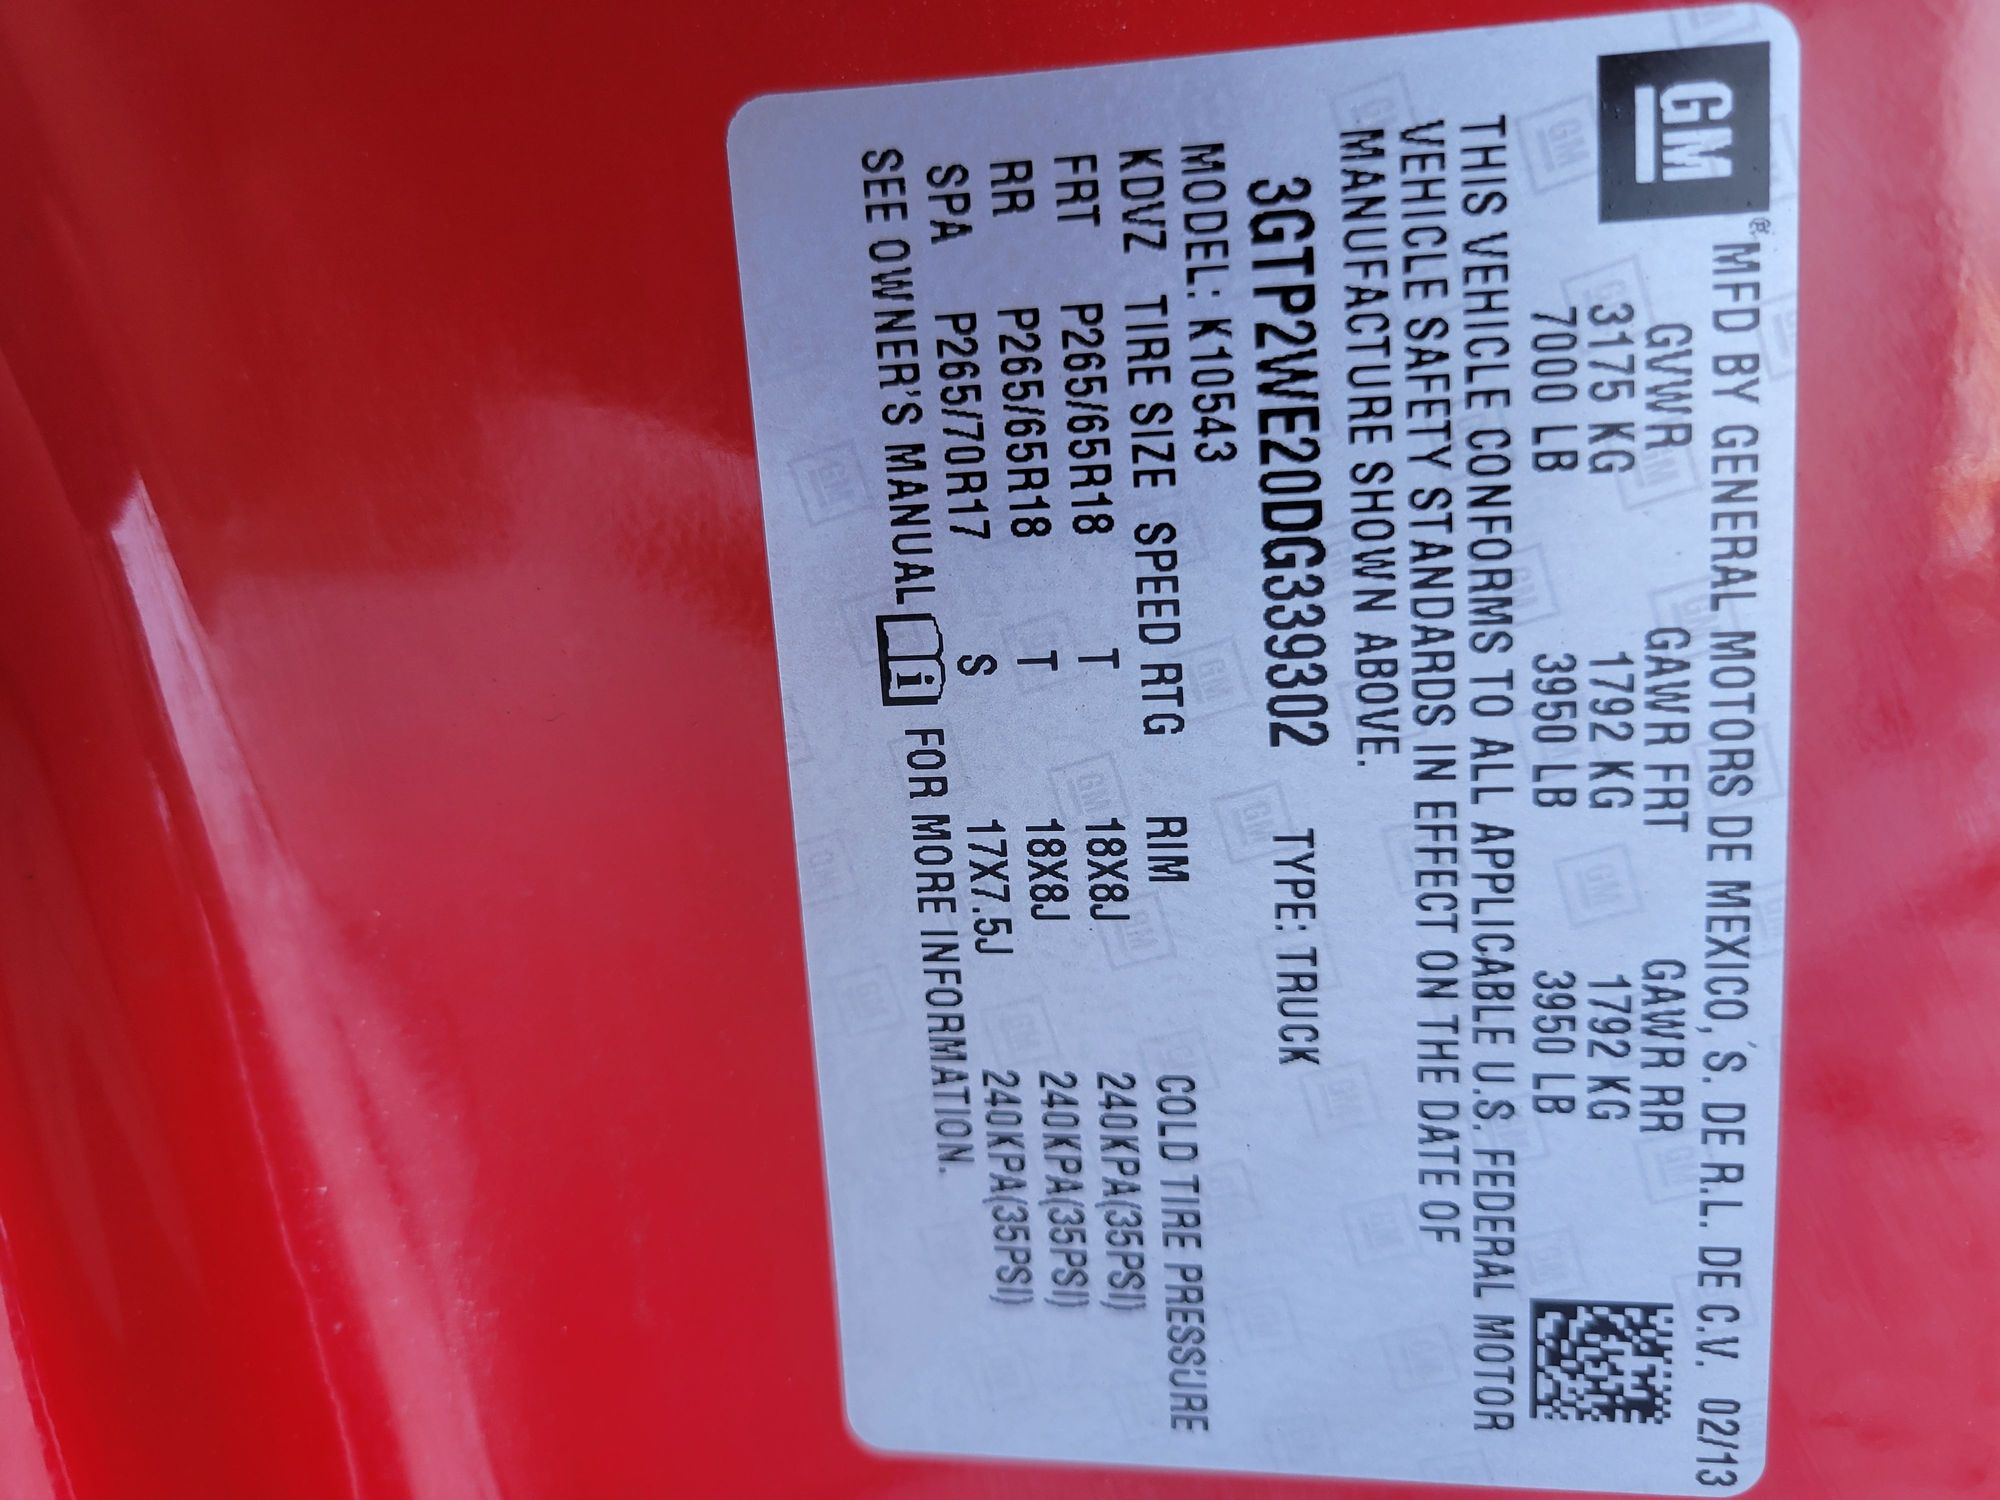 GM® MFD BY GENERAL MOTORS DE MEXICO, S. DE R.L. DE C.V. 02/13
GVWR GAWR FRT GAWR RR
3175 KG 1792 KG 1792 KG
7000 LB 3950 LB 3950 LB
THIS VEHICLE CONFORMS TO ALL APPLICABLE U.S. FEDERAL MOTOR
VEHICLE SAFETY STANDARDS IN EFFECT ON THE DATE OF
MANUFACTURE SHOWN ABOVE.
3GTP2WE20DG339302 TYPE: TRUCK
MODEL: K10543
KDVZ TIRE SIZE SPEED RTG RIM COLD TIRE PRESSURE
FRT P265/65R18 T 18X8J 240KPA(35PSI)
RR P265/65R18 T 18X8J 240KPA(35PSI)
SPA P265/70R17 S 17X7.5J 240KPA(35PSI)
SEE OWNER'S MANUAL i FOR MORE INFORMATION.